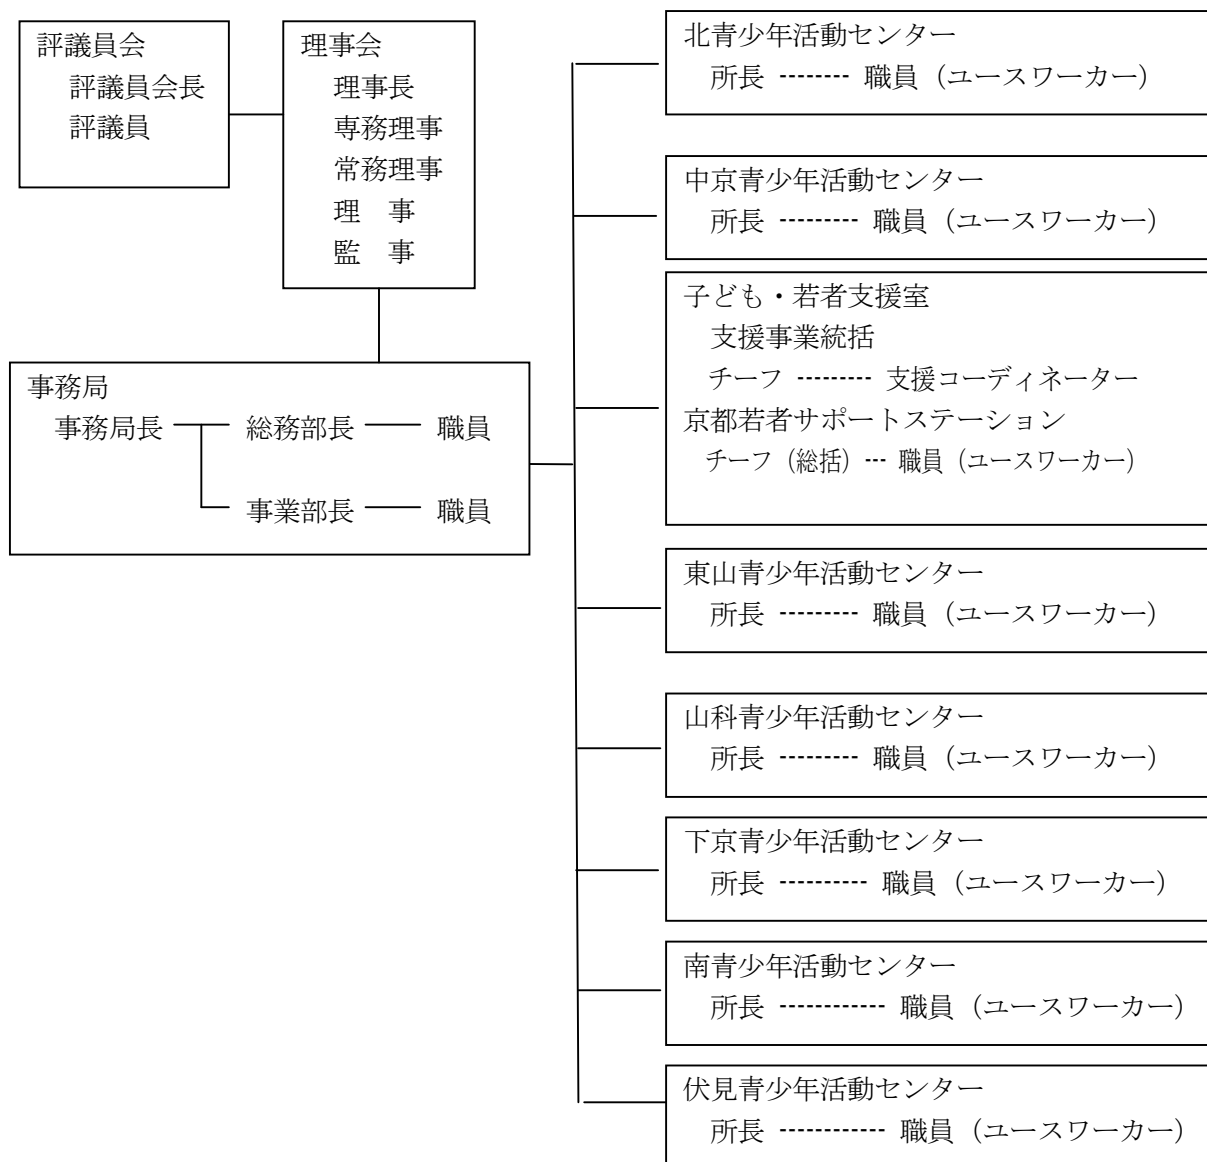 評議員会
評議員会長
評議員
理事会
理事長
専務理事
常務理事
理　事
監　事
事務局
事務局長 総務部長 職員
事業部長 職員
北青少年活動センター
所長 -------- 職員（ユースワーカー）
中京青少年活動センター
所長 --------- 職員（ユースワーカー）
子ども・若者支援室
支援事業統括
チーフ --------- 支援コーディネーター
京都若者サポートステーション
チーフ（総括）--- 職員（ユースワーカー）
東山青少年活動センター
所長 --------- 職員（ユースワーカー）
山科青少年活動センター
所長 --------- 職員（ユースワーカー）
下京青少年活動センター
所長 ---------- 職員（ユースワーカー）
南青少年活動センター
所長 ------------ 職員（ユースワーカー）
伏見青少年活動センター
所長 ------------ 職員（ユースワーカー）